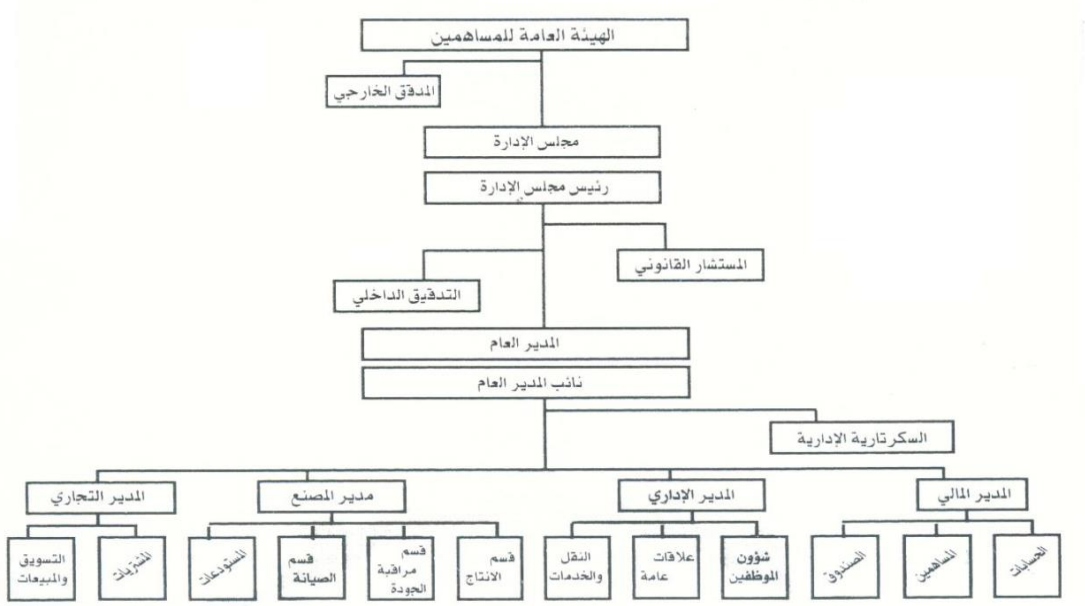 الهيئة العامة للمساهمين
المدقق الخارجي
مجلس الإدارة
رئيس مجلس الإدارة
المستشار القانوني
التدقيق الداخلي
المدير العام
نائب المدير العام
السكرتارية الإدارية
المدير المالي
المدير الإداري
مدير المصنع
المدير التجاري
الحسابات
المساهمين
الصندوق
شؤون
الموظفين
علاقات
عامة
النقل
والخدمات
قسم
الانتاج
قسم
مراقبة
الجودة
قسم
الصيانة
المستودعات
المشتريات
التسويق
والمبيعات